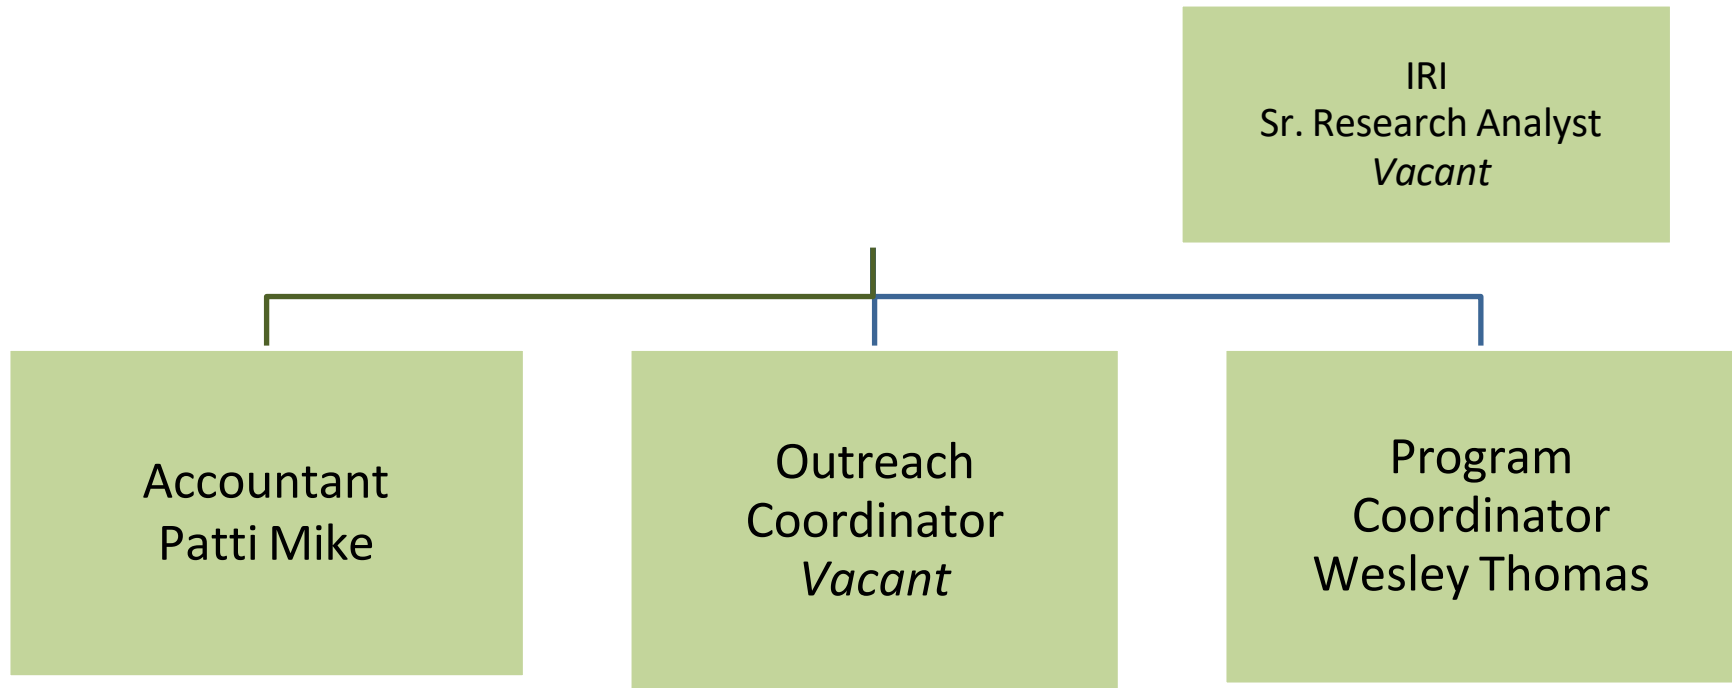 IRI
Sr. Research Analyst
Vacant
Accountant
Patti Mike
Outreach
Coordinator
Vacant
Program
Coordinator
Wesley Thomas